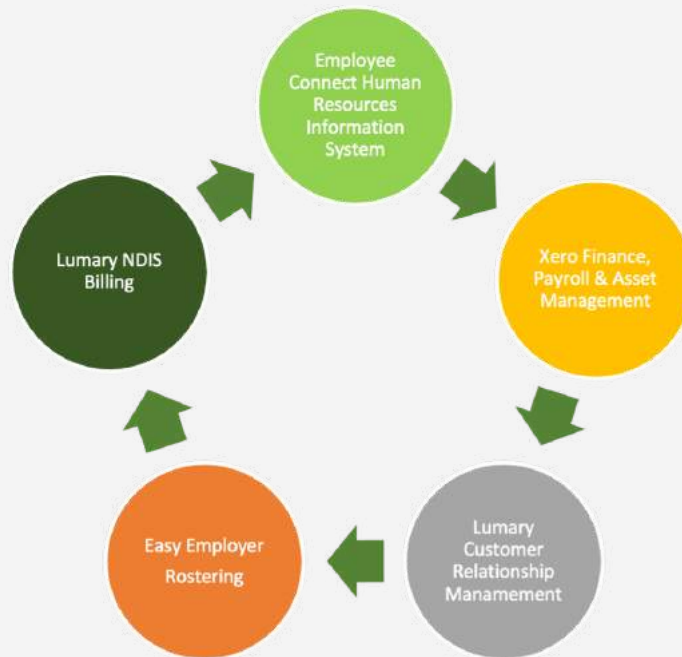 Employee
Connect Human
Resources
Information
System
Xero Finance,
Payroll & Asset
Management
Lumary
Customer
Relationship
Manamement
Easy Employer
Rostering
Lumary NDIS
Billing